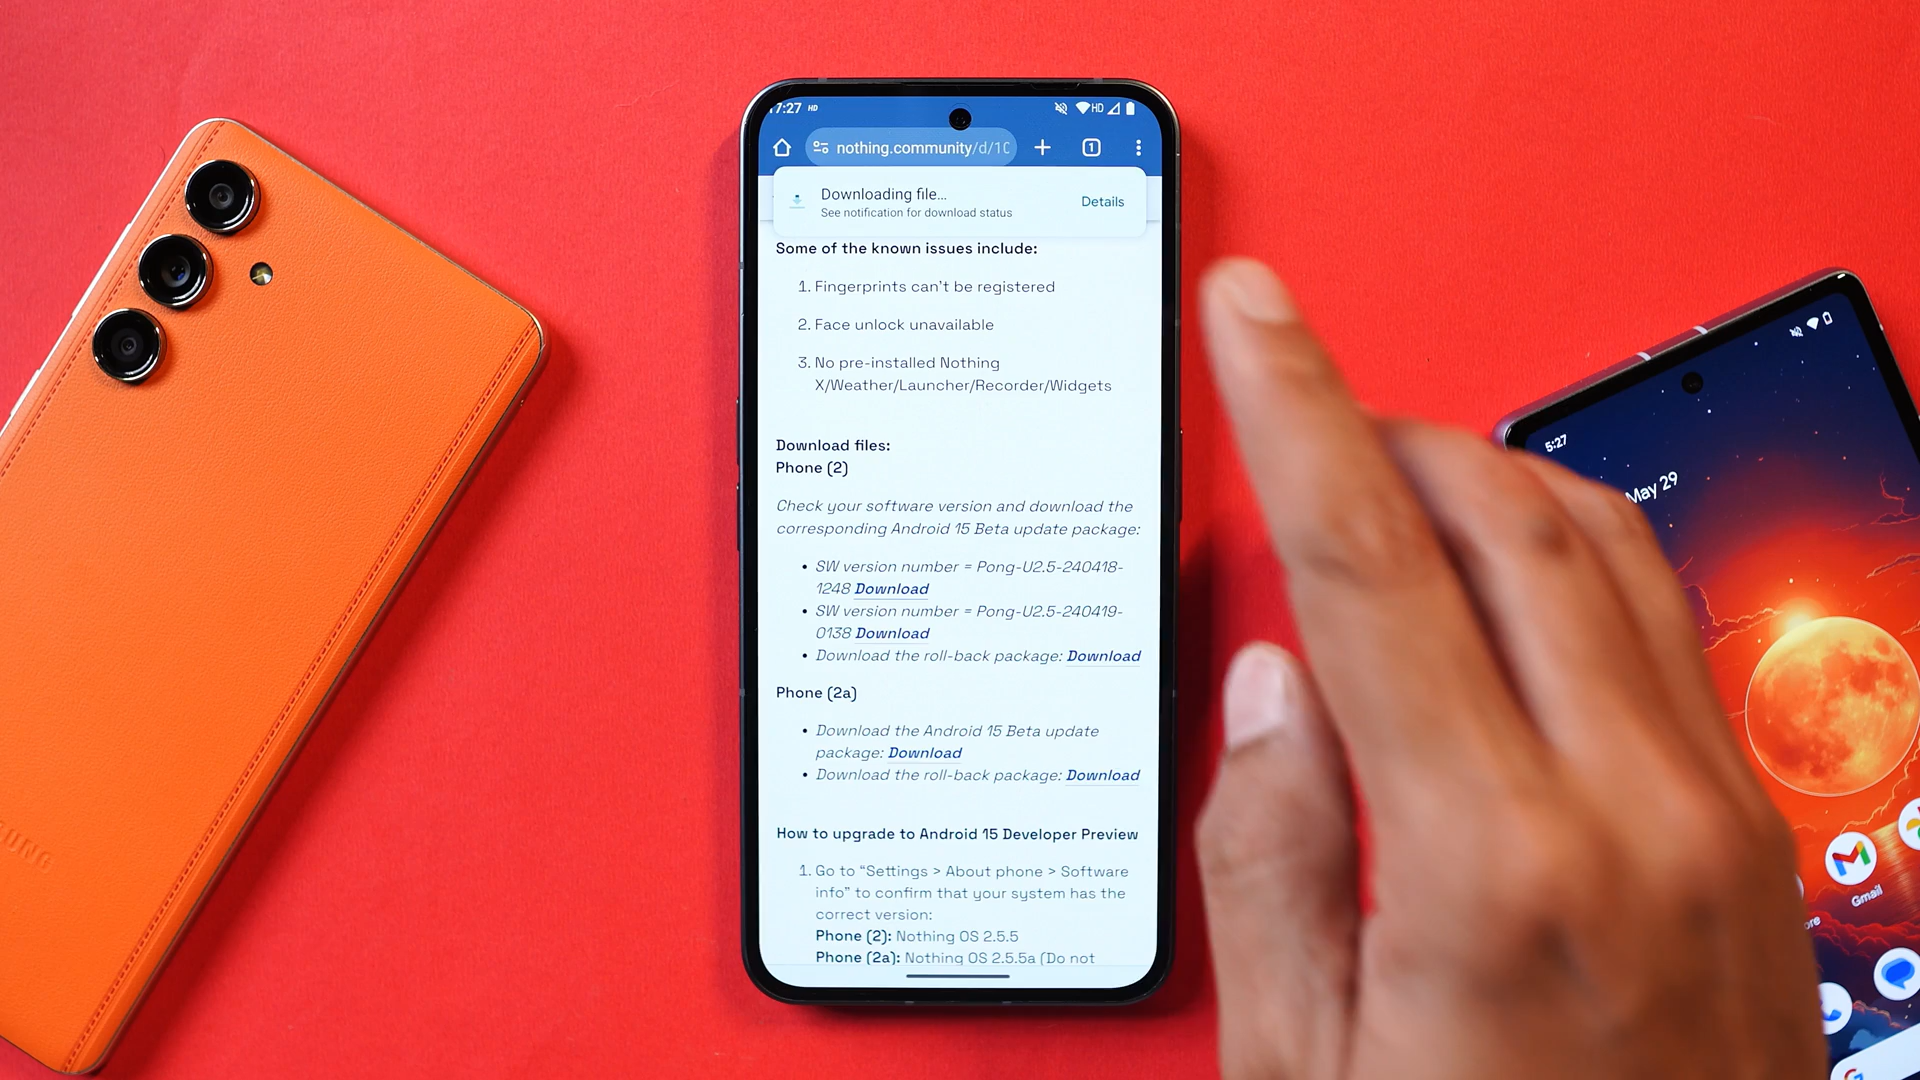 17:27 HD
HD
nothing.community/d/10
1
Downloading file...
See notification for download status
Details
Some of the known issues include:
1. Fingerprints can't be registered
2. Face unlock unavailable
3. No pre-installed Nothing
X/Weather/Launcher/Recorder/Widgets
Download files:
Phone (2)
Check your software version and download the
corresponding Android 15 Beta update package:
• SW version number = Pong-U2.5-240418-
1248 Download
• SW version number = Pong-U2.5-240419-
0138 Download
• Download the roll-back package: Download
Phone (2a)
• Download the Android 15 Beta update
package: Download
• Download the roll-back package: Download
How to upgrade to Android 15 Developer Preview
1. Go to “Settings > About phone > Software
info” to confirm that your system has the
correct version:
Phone (2): Nothing OS 2.5.5
Phone (2a): Nothing OS 2.5.5a (Do not
5:27
May 29
Gmail